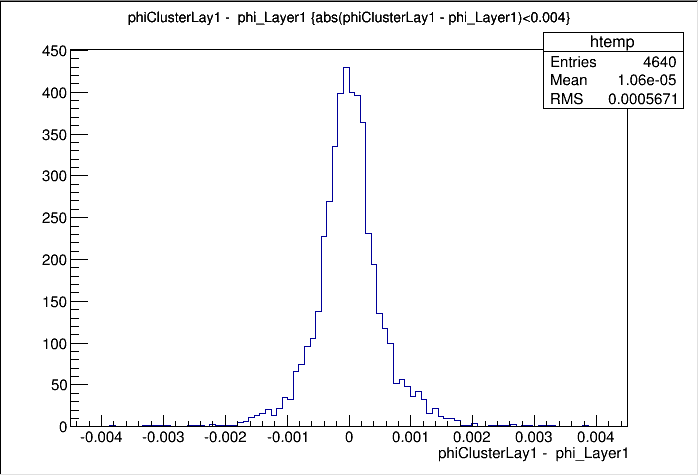 phiClusterLay1 - phi_Layer1 {abs(phiClusterLay1 - phi_Layer1)<0.004}
htemp
Entries 4640
Mean 1.06e-05
RMS 0.0005671
450
400
350
300
250
200
150
100
50
0
-0.004 -0.003 -0.002 -0.001 0 0.001 0.002 0.003 0.004
phiClusterLay1 - phi_Layer1